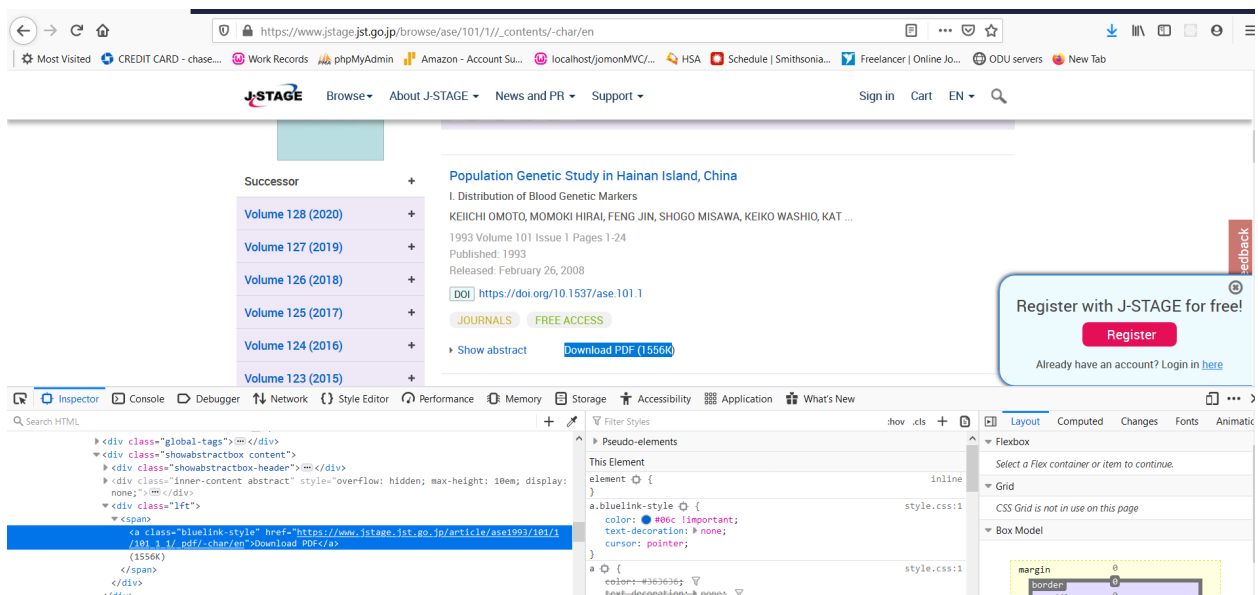 https://www.jstage.jst.go.jp/browse/ase/101/1//_contents/-char/en
Most Visited CREDIT CARD - chase.... Work Records phpMyAdmin Amazon - Account Su... localhost/jomonMVC/... HSA Schedule | Smithsonia... Freelancer | Online Jo... ODU servers New Tab
J-STAGE Browse About J-STAGE News and PR Support Sign in Cart EN
Successor +
Volume 128 (2020) +
Volume 127 (2019) +
Volume 126 (2018) +
Volume 125 (2017) +
Volume 124 (2016) +
Volume 123 (2015) +
Population Genetic Study in Hainan Island, China
I. Distribution of Blood Genetic Markers
KEIICHI OMOTO, MOMOKI HIRAI, FENG JIN, SHOGO MISAWA, KEIKO WASHIO, KAT ...
1993 Volume 101 Issue 1 Pages 1-24
Published: 1993
Released: February 26, 2008
DOI https://doi.org/10.1537/ase.101.1
JOURNALS FREE ACCESS
Show abstract Download PDF (1556K)
edback
Register with J-STAGE for free!
Register
Already have an account? Login in here
Inspector Console Debugger Network Style Editor Performance Memory Storage Accessibility Application What's New
Search HTML
<div class="global-tags"></div>
<div class="showabstractbox content">
<div class="showabstractbox-header"></div>
<div class="inner-content abstract" style="overflow: hidden; max-height: 10em; display:
none;"></div>
<div class="lft">
<span>
<a class="bluelink-style" href="https://www.jstage.jst.go.jp/article/ase1993/101/1
/101_1_1/_pdf/-char/en">Download PDF</a>
(1556K)
</span>
</div>
Filter Styles :hov .cls +
Pseudo-elements
This Element
element { inline
}
a.bluelink-style { style.css:1
color: #06c !important;
text-decoration: none;
cursor: pointer;
}
a { style.css:1
color: #363636;
text-decoration: none;
Layout Computed Changes Fonts Animatic
Flexbox
Select a Flex container or item to continue.
Grid
CSS Grid is not in use on this page
Box Model
margin 0
border 0